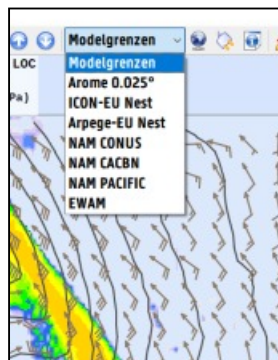 Modelgrenzen
LOC
Pa)
Modelgrenzen
Arome 0.025°
ICON-EU Nest
Arpege-EU Nest
NAM CONUS
NAM CACBN
NAM PACIFIC
EWAM